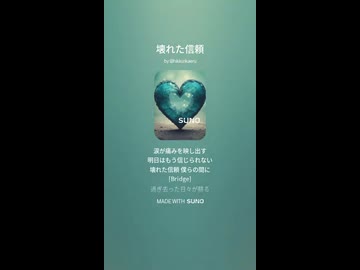 壊れた信頼
SUNO
涙が痛みを映し出す
明日はもう信じられない
壊れた信頼 僕らの間に
[Bridge]
過ぎ去った日々が蘇る
MADE WITH SUNO